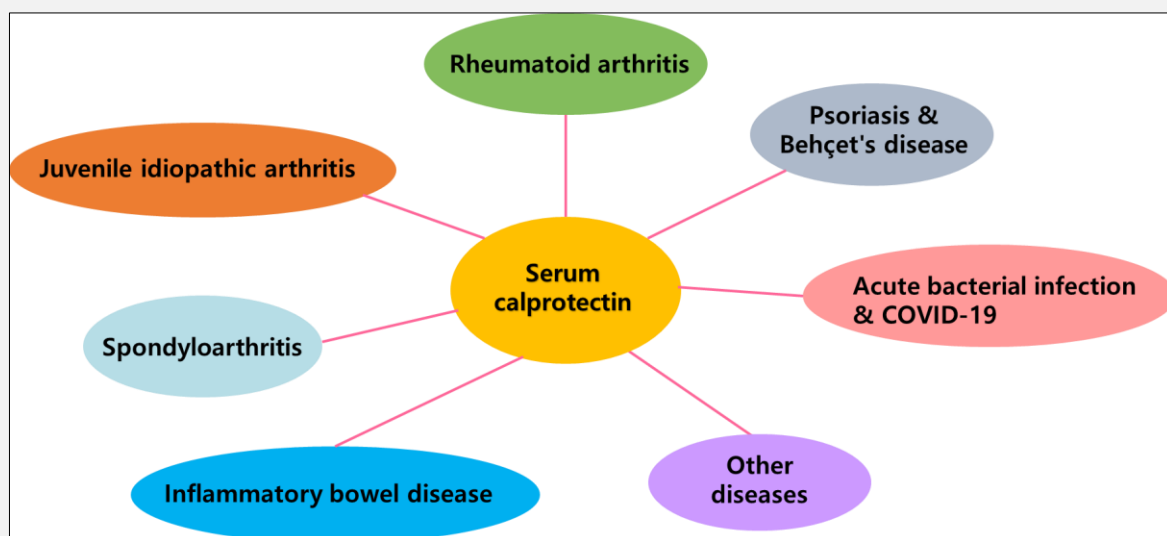 Rheumatoid arthritis
Psoriasis &
Behçet's disease
Juvenile idiopathic arthritis
Serum
calprotectin
Acute bacterial infection
& COVID-19
Spondyloarthritis
Inflammatory bowel disease
Other
diseases